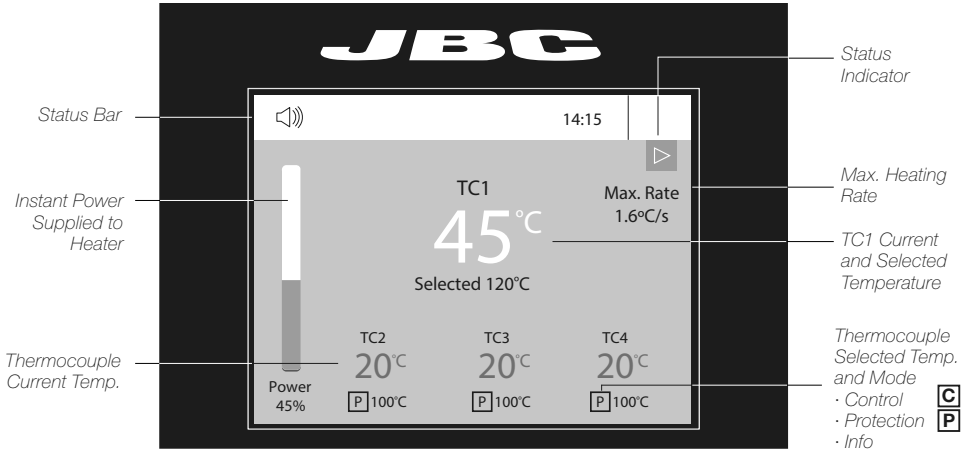 JBC
Status Bar
Instant Power
Supplied to
Heater
Thermocouple
Current Temp.
14:15
TC1
45°C
Selected 120°C
Max. Rate
1.6ºC/s
TC2
20°C
P 100°C
TC3
20°C
P 100°C
TC4
20°C
P 100°C
Power
45%
Status
Indicator
Max. Heating
Rate
TC1 Current
and Selected
Temperature
Thermocouple
Selected Temp.
and Mode
· Control C
· Protection P
· Info